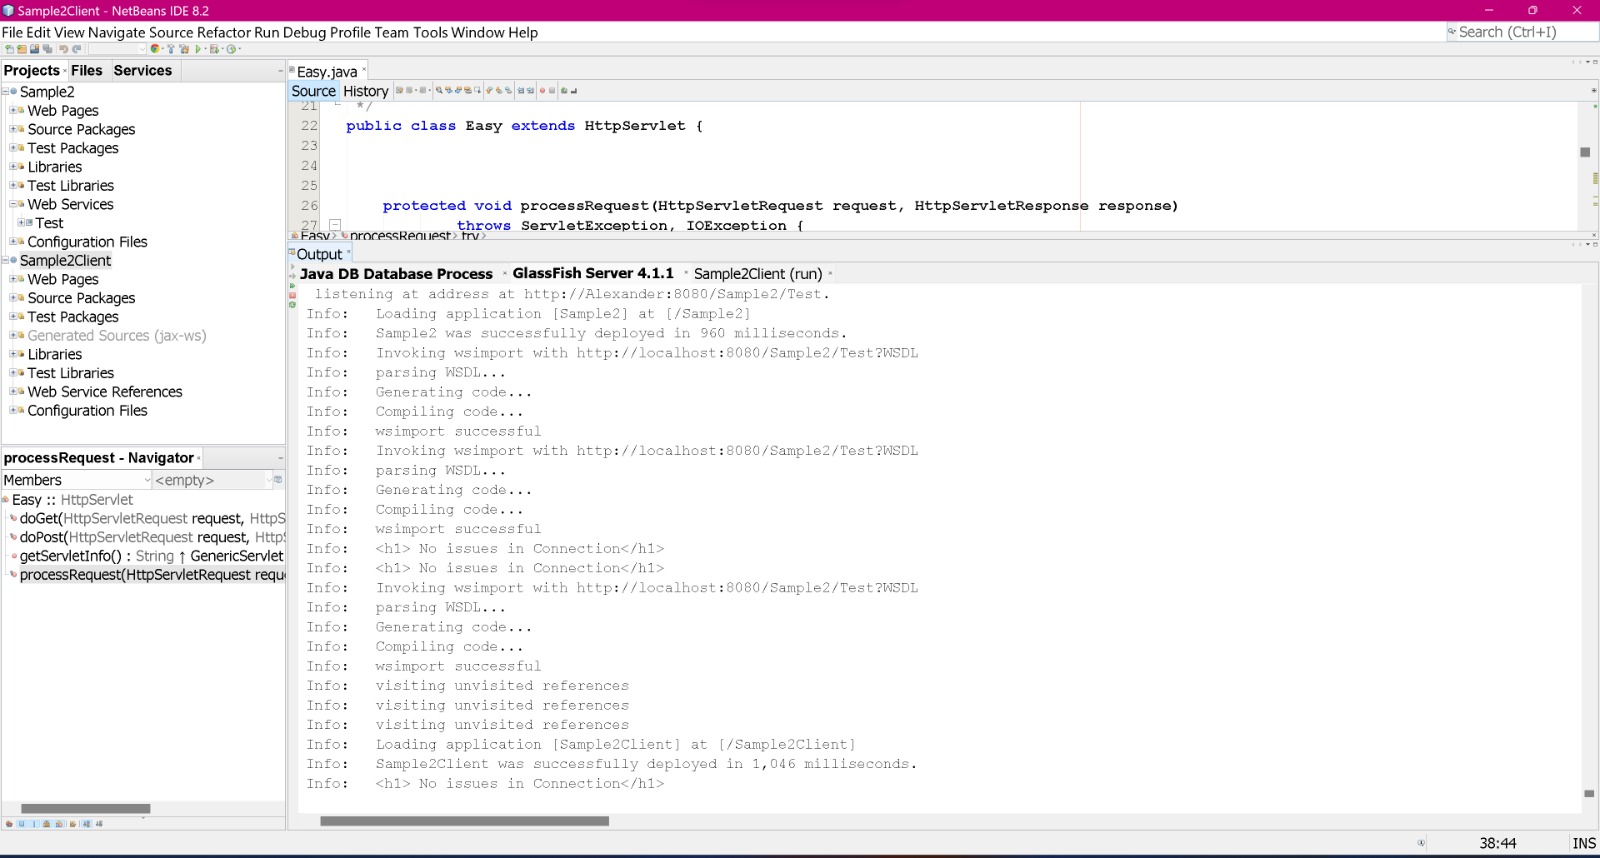 Sample2Client - NetBeans IDE 8.2
File Edit View Navigate Source Refactor Run Debug Profile Team Tools Window Help
Search (Ctrl+I)
Projects Files Services
Sample2
Web Pages
Source Packages
Test Packages
Libraries
Test Libraries
Web Services
Test
Configuration Files
Sample2Client
Web Pages
Source Packages
Test Packages
Generated Sources (jax-ws)
Libraries
Test Libraries
Web Service References
Configuration Files
processRequest - Navigator
Members <empty>
Easy :: HttpServlet
doGet(HttpServletRequest request, HttpS
doPost(HttpServletRequest request, Http
getServletInfo() : String ↑ GenericServlet
processRequest(HttpServletRequest requ
Easy.java
Source History
21 */
22 public class Easy extends HttpServlet {
23
24
25
26 protected void processRequest(HttpServletRequest request, HttpServletResponse response)
27 throws ServletException, IOException {
Easy processRequest try
Output
Java DB Database Process GlassFish Server 4.1.1 Sample2Client (run)
listening at address at http://Alexander:8080/Sample2/Test.
Info: Loading application [Sample2] at [/Sample2]
Info: Sample2 was successfully deployed in 960 milliseconds.
Info: Invoking wsimport with http://localhost:8080/Sample2/Test?WSDL
Info: parsing WSDL...
Info: Generating code...
Info: Compiling code...
Info: wsimport successful
Info: Invoking wsimport with http://localhost:8080/Sample2/Test?WSDL
Info: parsing WSDL...
Info: Generating code...
Info: Compiling code...
Info: wsimport successful
Info: <h1> No issues in Connection</h1>
Info: <h1> No issues in Connection</h1>
Info: Invoking wsimport with http://localhost:8080/Sample2/Test?WSDL
Info: parsing WSDL...
Info: Generating code...
Info: Compiling code...
Info: wsimport successful
Info: visiting unvisited references
Info: visiting unvisited references
Info: visiting unvisited references
Info: Loading application [Sample2Client] at [/Sample2Client]
Info: Sample2Client was successfully deployed in 1,046 milliseconds.
Info: <h1> No issues in Connection</h1>
38:44 INS